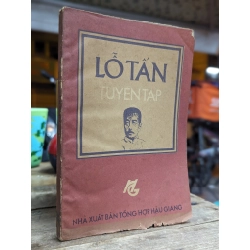 LỖ TẤN
TUYỂN TẬP
NHÀ XUẤT BẢN TỔNG HỢP HẬU GIANG